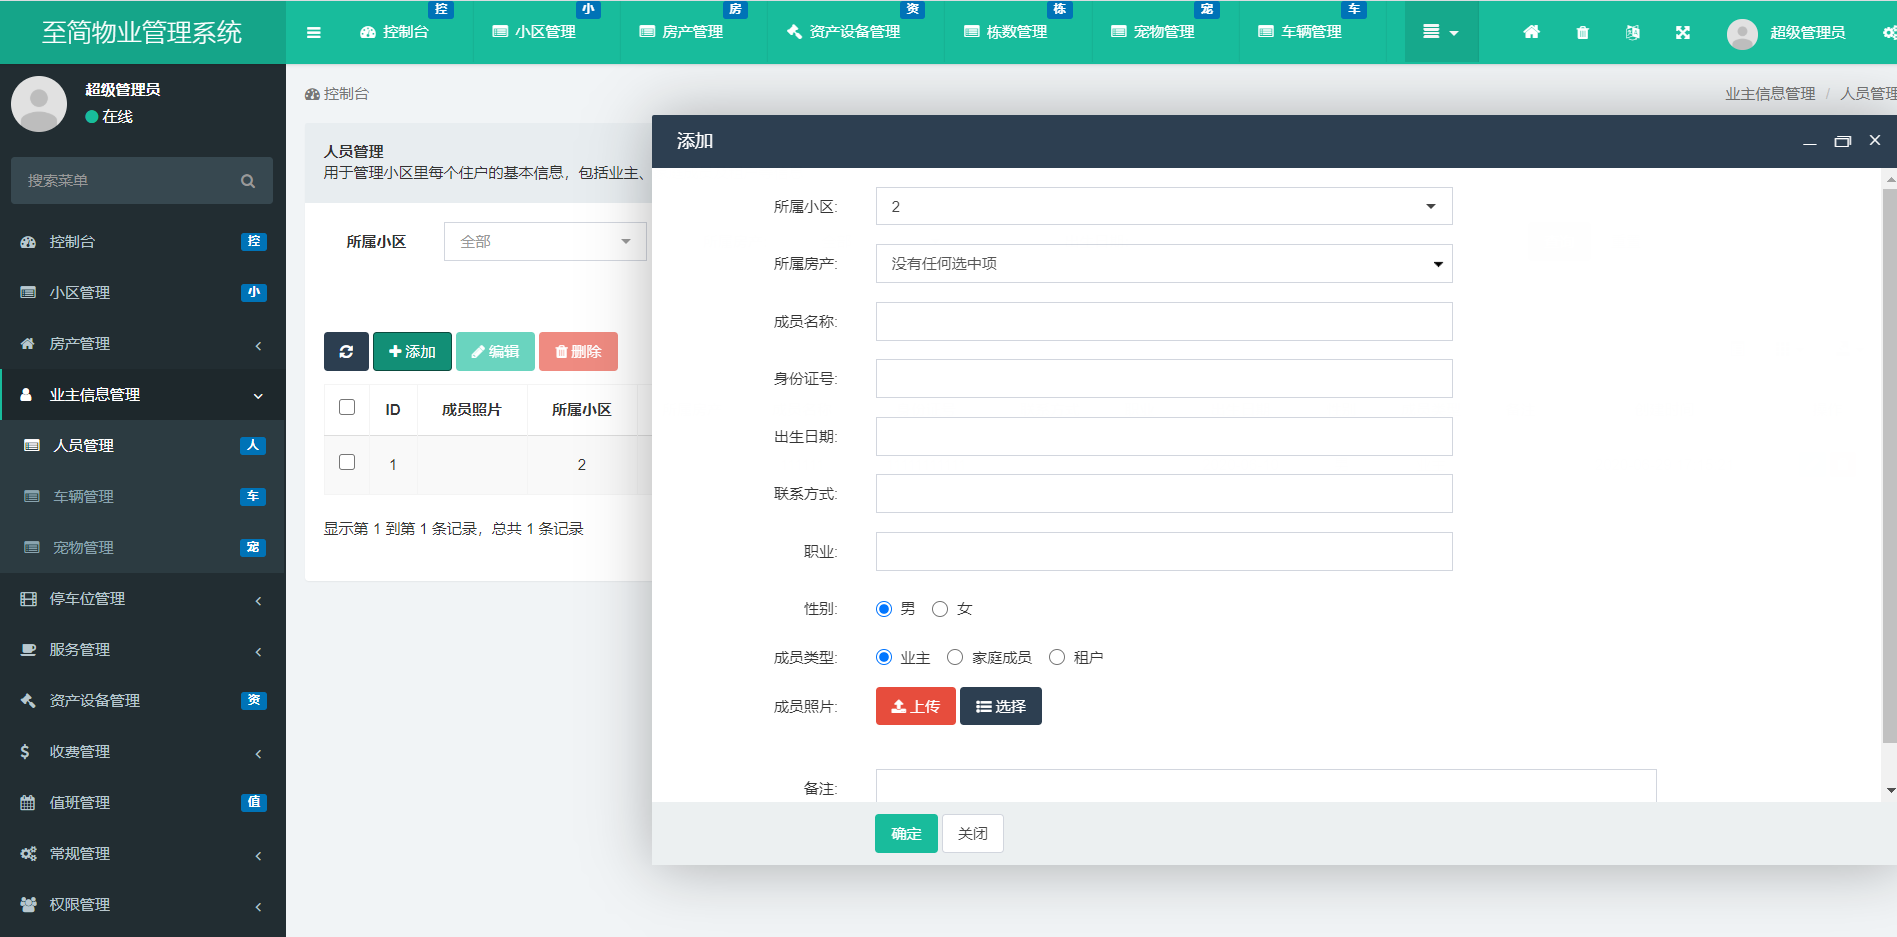 至简物业管理系统
控制台 控
小区管理 小
房产管理 房
资产设备管理 资
栋数管理 栋
宠物管理 宠
车辆管理 车
超级管理员
超级管理员
在线
搜索菜单
控制台 控
小区管理 小
房产管理
业主信息管理
人员管理 人
车辆管理 车
宠物管理 宠
停车位管理
服务管理
资产设备管理 资
收费管理
值班管理 值
常规管理
权限管理
控制台
业主信息管理 / 人员管理
人员管理
用于管理小区里每个住户的基本信息，包括业主、
所属小区 全部
添加 编辑 删除
ID 成员照片 所属小区
1 2
显示第 1 到第 1 条记录，总共 1 条记录
添加
所属小区: 2
所属房产: 没有任何选中项
成员名称:
身份证号:
出生日期:
联系方式:
职业:
性别: 男 女
成员类型: 业主 家庭成员 租户
成员照片: 上传 选择
备注:
确定 关闭